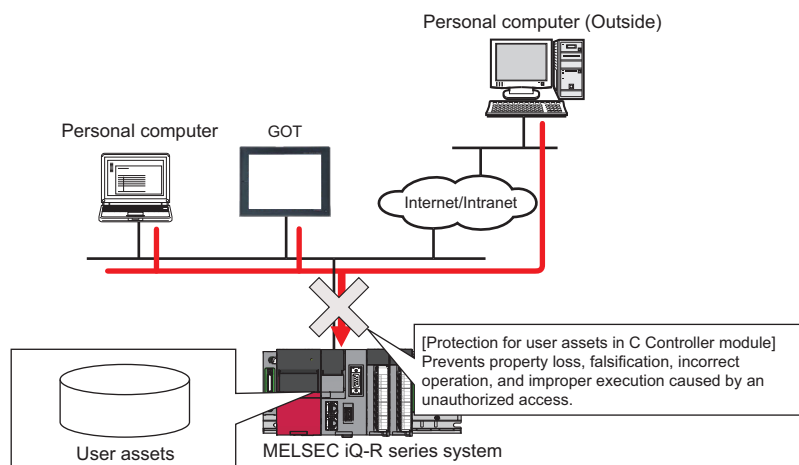 Personal computer (Outside)
Personal computer
GOT
Internet/Intranet
[Protection for user assets in C Controller module]
Prevents property loss, falsification, incorrect
operation, and improper execution caused by an
unauthorized access.
User assets
MELSEC iQ-R series system